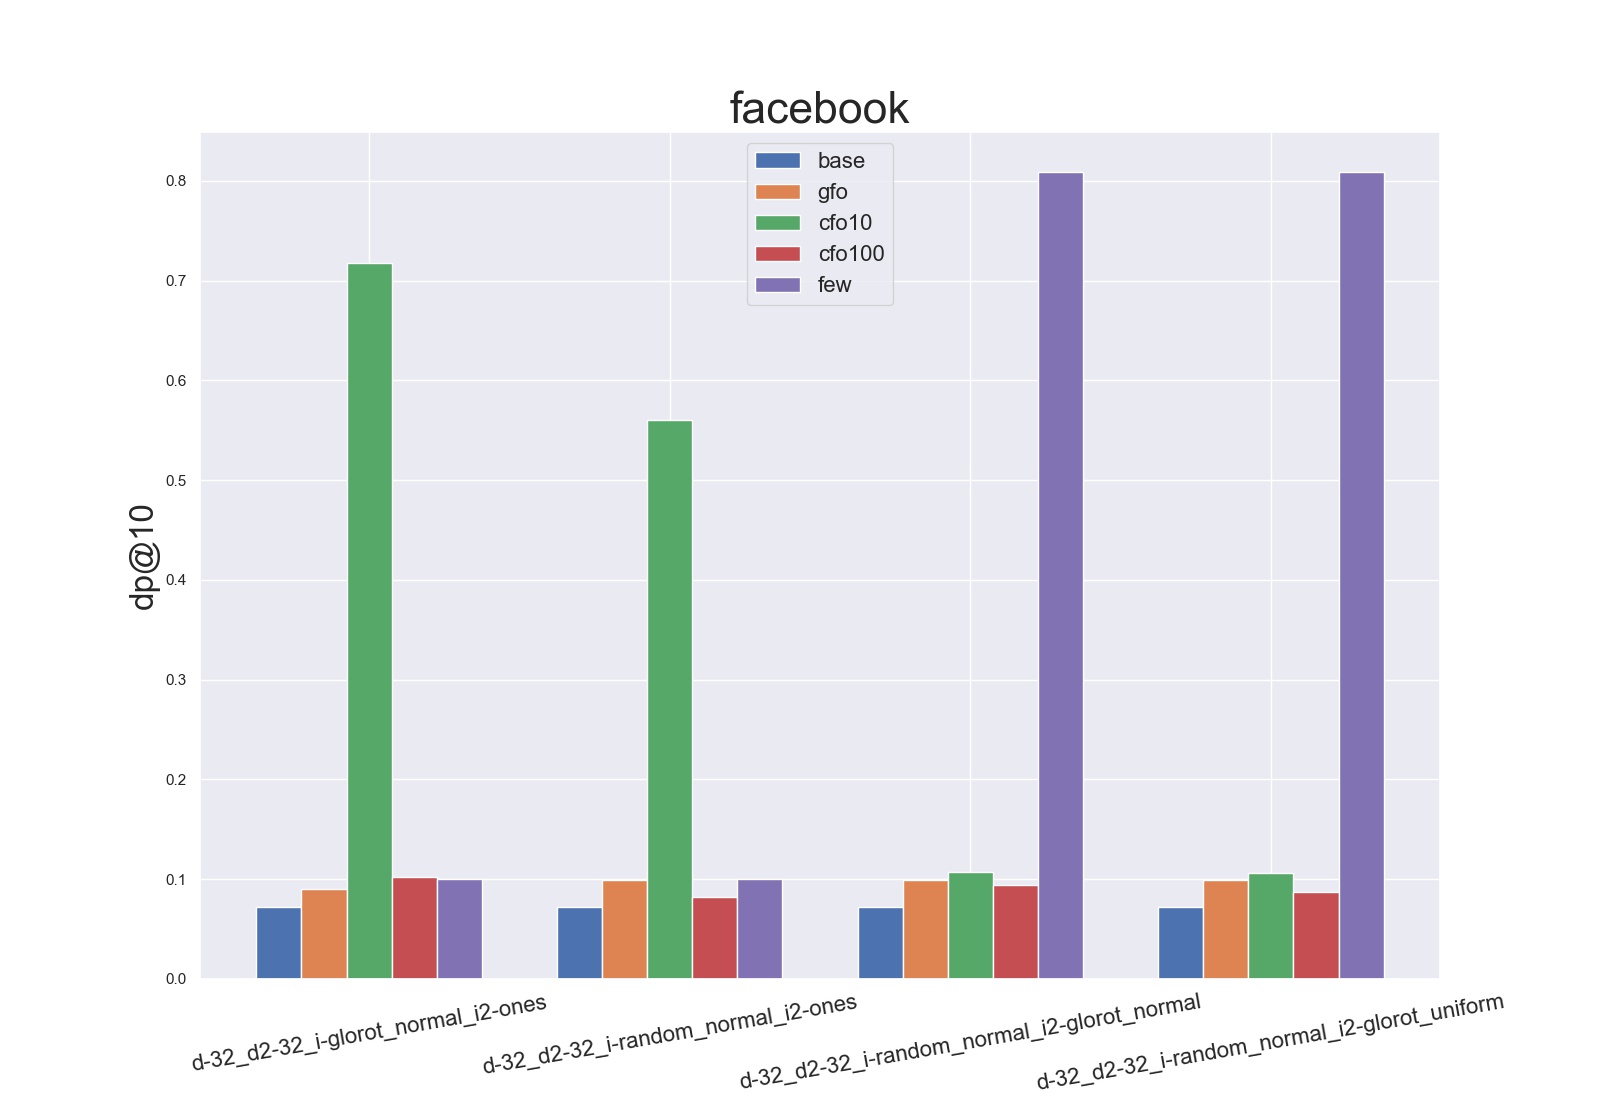 facebook
base
gfo
cfo10
cfo100
few
dp@10
0.8
0.7
0.6
0.5
0.4
0.3
0.2
0.1
0.0
d-32_d2-32_i-glorot_normal_i2-ones
d-32_d2-32_i-random_normal_i2-ones
d-32_d2-32_i-random_normal_i2-glorot_normal
d-32_d2-32_i-random_normal_i2-glorot_uniform